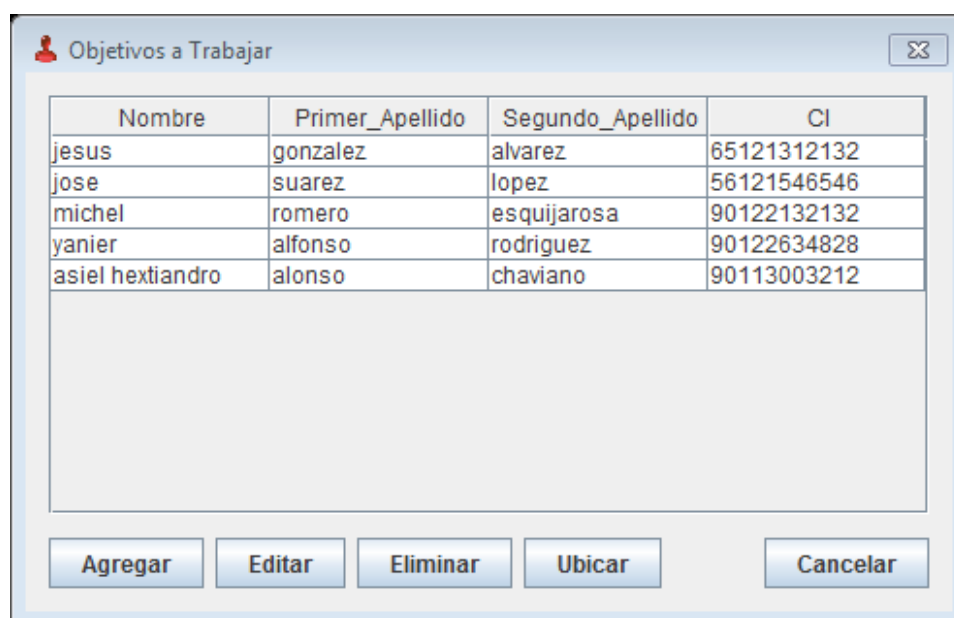 Objetivos a Trabajar
Nombre Primer_Apellido Segundo_Apellido CI
jesus gonzalez alvarez 65121312132
jose suarez lopez 56121546546
michel romero esquijarosa 90122132132
yanier alfonso rodriguez 90122634828
asiel hextiandro alonso chaviano 90113003212
Agregar Editar Eliminar Ubicar Cancelar